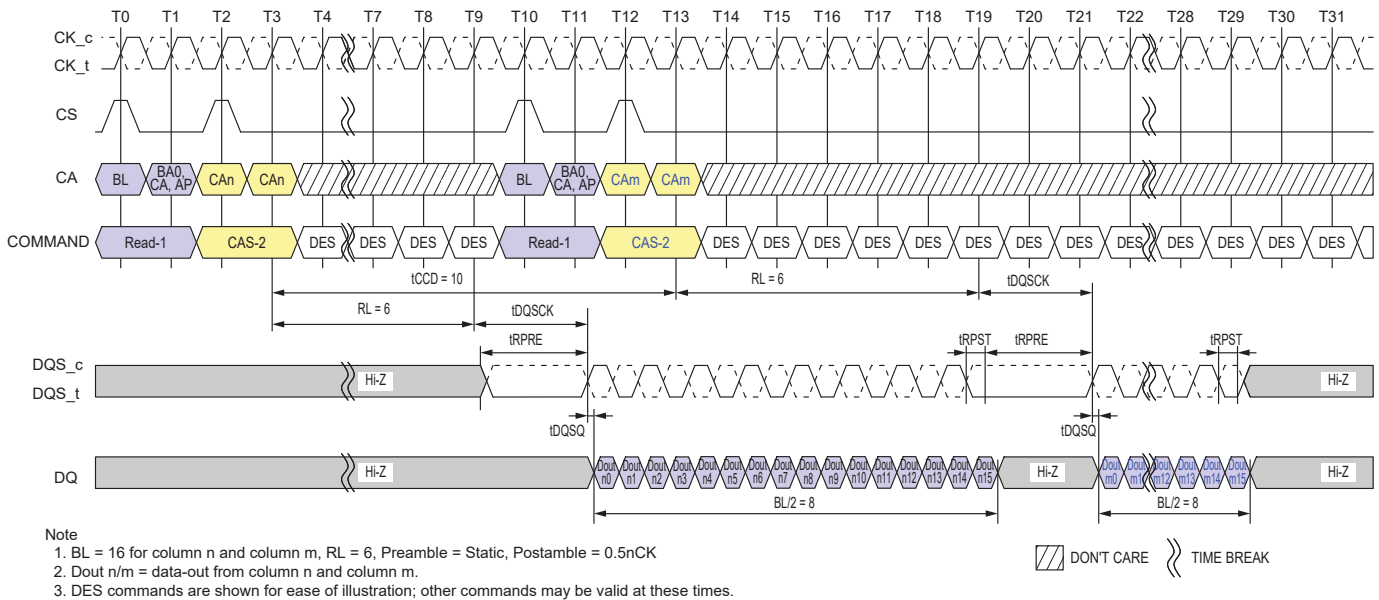 T0 T1 T2 T3 T4 T7 T8 T9 T10 T11 T12 T13 T14 T15 T16 T17 T18 T19 T20 T21 T22 T28 T29 T30 T31
CK_c
CK_t
CS
CA BL BA0, CA, AP CAn CAn BL BA0, CA, AP CAm CAm
COMMAND Read-1 CAS-2 DES DES DES DES Read-1 CAS-2 DES DES DES DES DES DES DES DES DES DES DES DES DES
tCCD = 10 RL = 6 tDQSCK
RL = 6 tDQSCK
tRPRE tRPST tRPRE tRPST
DQS_c
DQS_t
Hi-Z Hi-Z
tDQSQ tDQSQ
DQ Hi-Z Dout n0 Dout n1 Dout n2 Dout n3 Dout n4 Dout n5 Dout n6 Dout n7 Dout n8 Dout n9 Dout n10 Dout n11 Dout n12 Dout n13 Dout n14 Dout n15 Hi-Z Dout m0 Dout m1 Dout m12 Dout m13 Dout m14 Dout m15 Hi-Z
BL/2 = 8 BL/2 = 8
Note
1. BL = 16 for column n and column m, RL = 6, Preamble = Static, Postamble = 0.5nCK
2. Dout n/m = data-out from column n and column m.
3. DES commands are shown for ease of illustration; other commands may be valid at these times.
DON'T CARE TIME BREAK